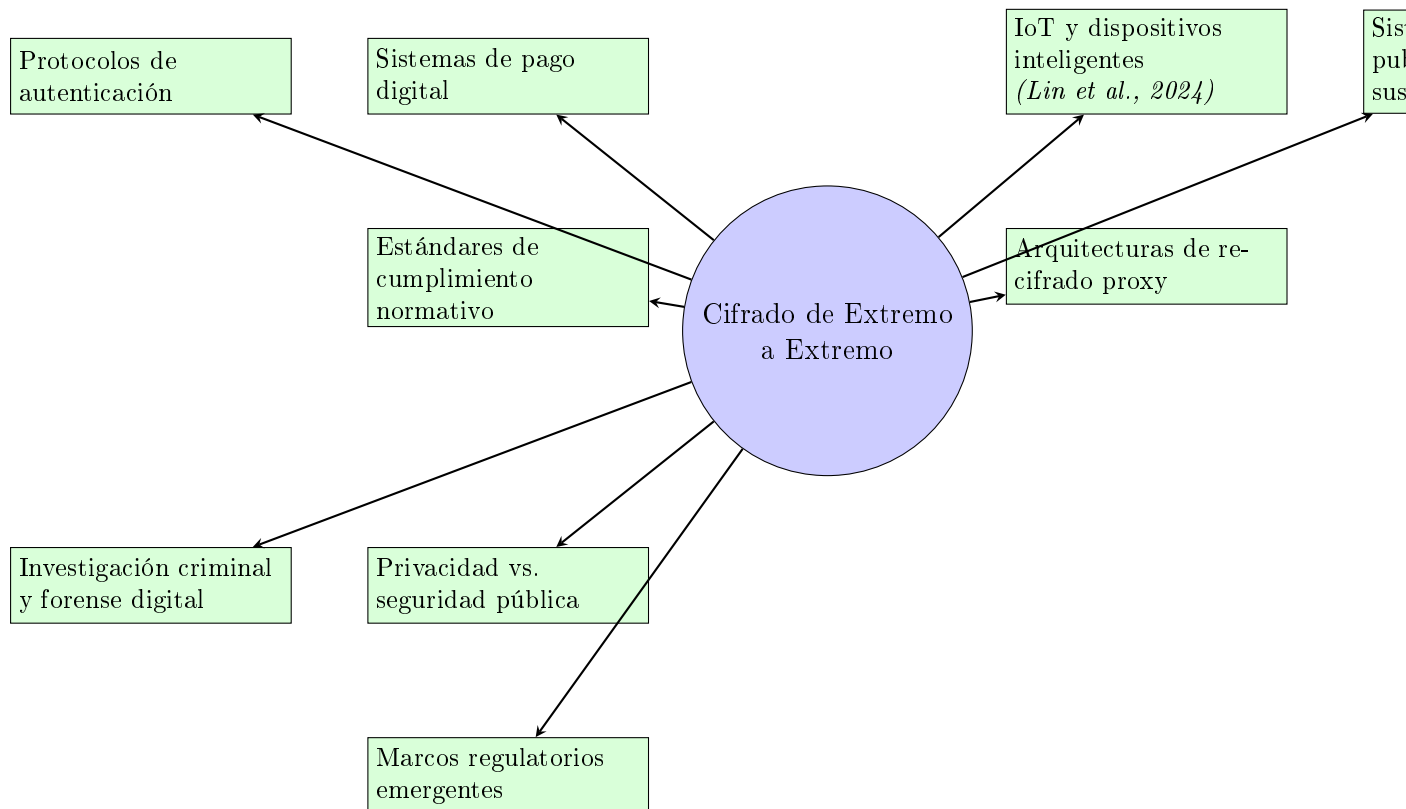 Protocolos de
autenticación
Sistemas de pago
digital
IoT y dispositivos
inteligentes
(Lin et al., 2024)
Estándares de
cumplimiento
normativo
Arquitecturas de re-
cifrado proxy
Cifrado de Extremo
a Extremo
Investigación criminal
y forense digital
Privacidad vs.
seguridad pública
Marcos regulatorios
emergentes